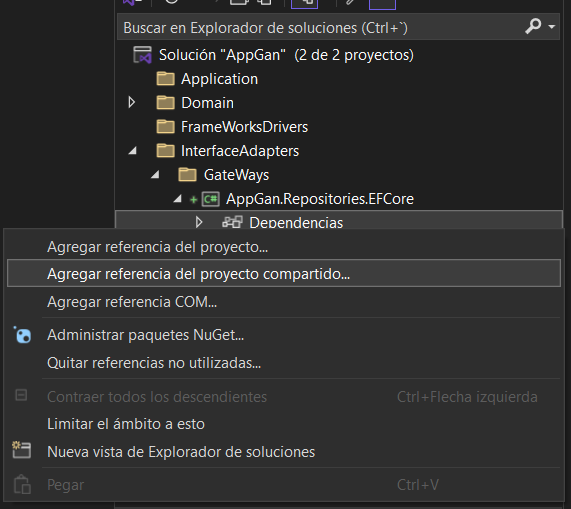 Buscar en Explorador de soluciones (Ctrl+`)
Solución "AppGan" (2 de 2 proyectos)
Application
Domain
FrameWorksDrivers
InterfaceAdapters
GateWays
C# AppGan.Repositories.EFCore
Dependencias
Agregar referencia del proyecto...
Agregar referencia del proyecto compartido...
Agregar referencia COM...
Administrar paquetes NuGet...
Quitar referencias no utilizadas...
Contraer todos los descendientes Ctrl+Flecha izquierda
Limitar el ámbito a esto
Nueva vista de Explorador de soluciones
Pegar Ctrl+V